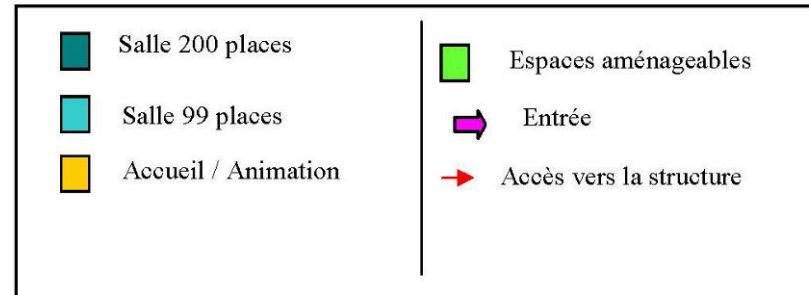 Salle 200 places
Salle 99 places
Accueil / Animation
Espaces aménageables
Entrée
Accès vers la structure